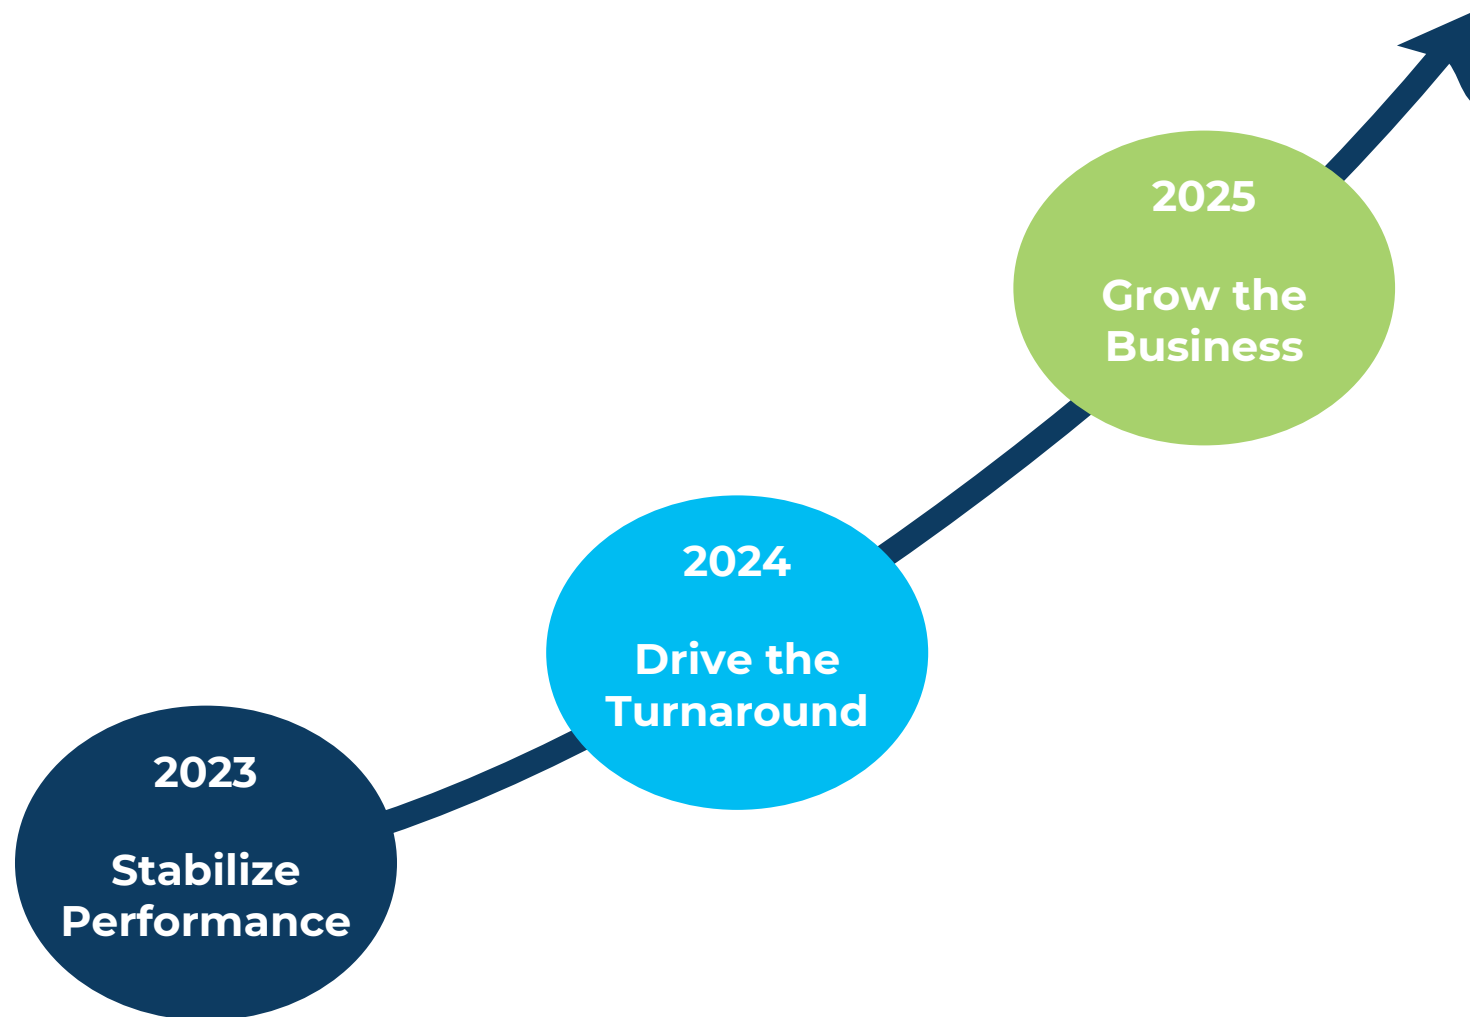 2023
Stabilize
Performance
2024
Drive the
Turnaround
2025
Grow the
Business